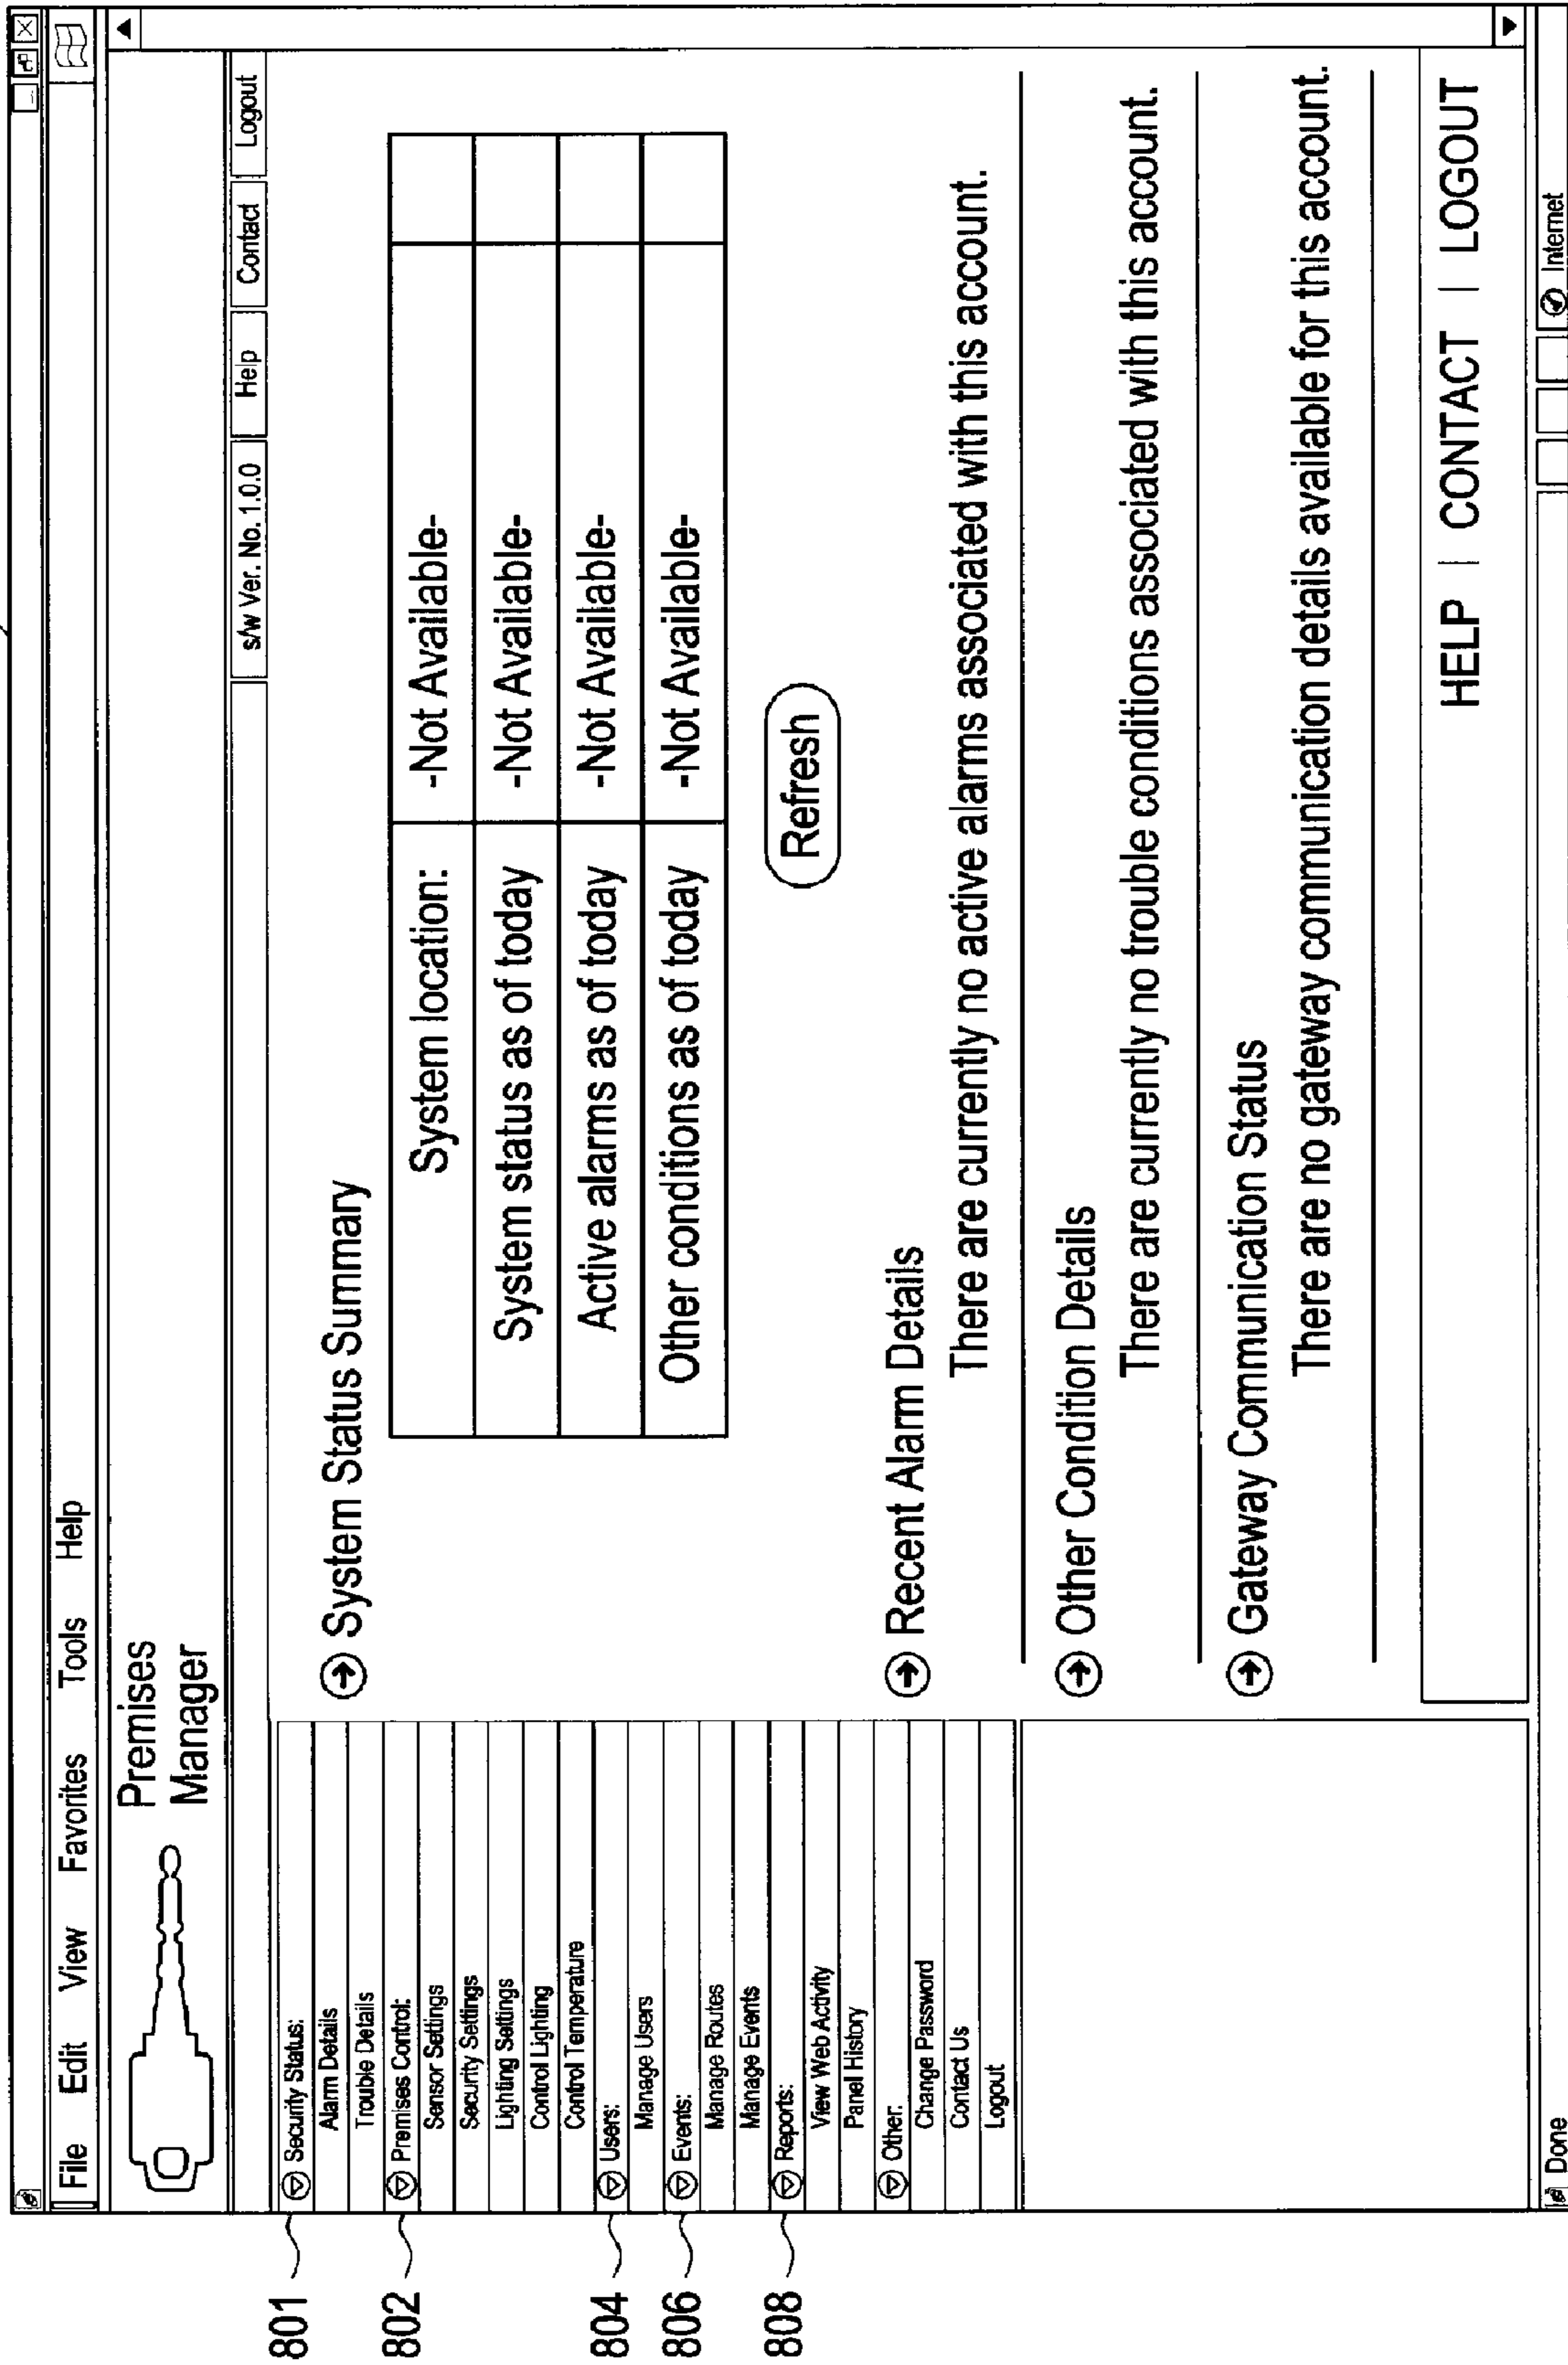 File Edit View Favorites Tools Help
Premises
Manager
s/w Ver. No. 1.0.0 Help Contact Logout
801
Security Status:
Alarm Details
Trouble Details
802
Premises Control:
Sensor Settings
Security Settings
Lighting Settings
Control Lighting
Control Temperature
804
Users:
Manage Users
806
Events:
Manage Routes
Manage Events
808
Reports:
View Web Activity
Panel History
Other:
Change Password
Contact Us
Logout
System Status Summary
System location: -Not Available-
System status as of today -Not Available-
Active alarms as of today -Not Available-
Other conditions as of today -Not Available-
Refresh
Recent Alarm Details
There are currently no active alarms associated with this account.
Other Condition Details
There are currently no trouble conditions associated with this account.
Gateway Communication Status
There are no gateway communication details available for this account.
HELP | CONTACT | LOGOUT
Done Internet